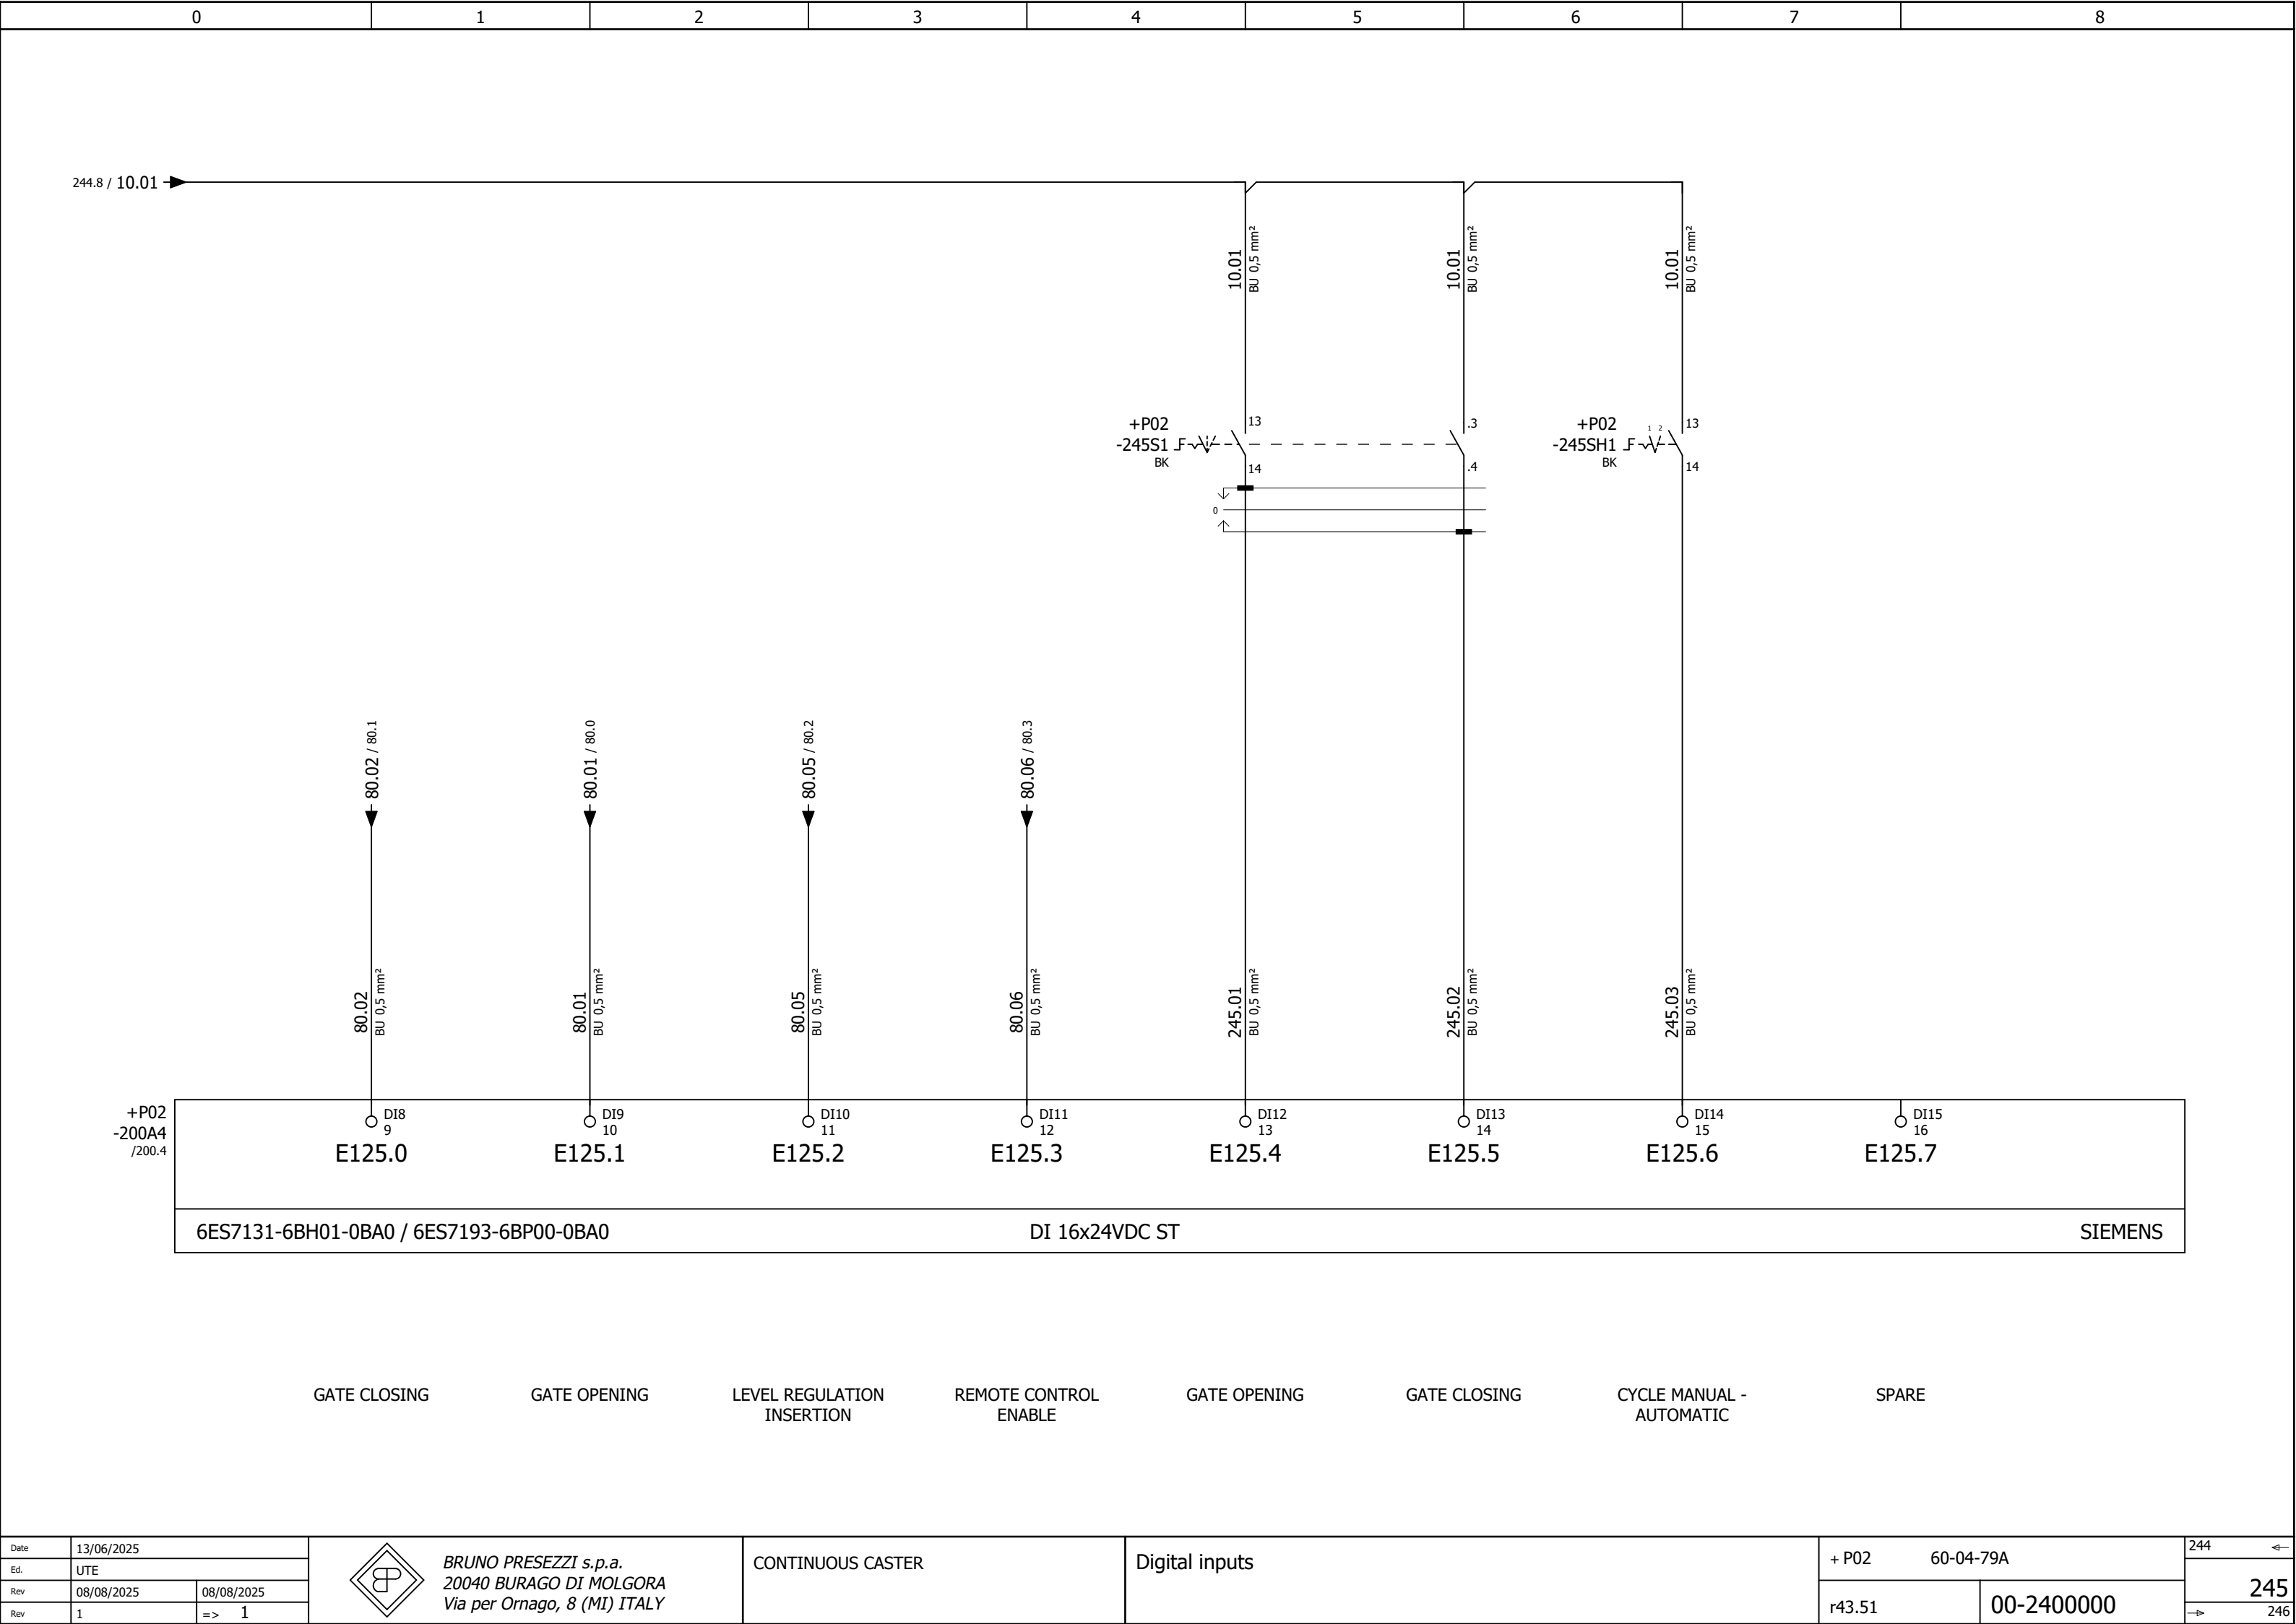 0 1 2 3 4 5 6 7 8
244.8 / 10.01
10.01
BU 0,5 mm²
10.01
BU 0,5 mm²
10.01
BU 0,5 mm²
+P02
-245S1
BK
13
14
.3
.4
0
+P02
-245SH1
BK
1 2
13
14
80.02 / 80.1
80.01 / 80.0
80.05 / 80.2
80.06 / 80.3
80.02
BU 0,5 mm²
80.01
BU 0,5 mm²
80.05
BU 0,5 mm²
80.06
BU 0,5 mm²
245.01
BU 0,5 mm²
245.02
BU 0,5 mm²
245.03
BU 0,5 mm²
+P02
-200A4
/200.4
DI8
9
E125.0
DI9
10
E125.1
DI10
11
E125.2
DI11
12
E125.3
DI12
13
E125.4
DI13
14
E125.5
DI14
15
E125.6
DI15
16
E125.7
6ES7131-6BH01-0BA0 / 6ES7193-6BP00-0BA0 DI 16x24VDC ST SIEMENS
GATE CLOSING
GATE OPENING
LEVEL REGULATION
INSERTION
REMOTE CONTROL
ENABLE
GATE OPENING
GATE CLOSING
CYCLE MANUAL -
AUTOMATIC
SPARE
Date 13/06/2025
Ed. UTE
Rev 08/08/2025 08/08/2025
Rev 1 => 1
BRUNO PRESEZZI s.p.a.
20040 BURAGO DI MOLGORA
Via per Ornago, 8 (MI) ITALY
CONTINUOUS CASTER
Digital inputs
+ P02 60-04-79A
r43.51 00-2400000
244
245
246